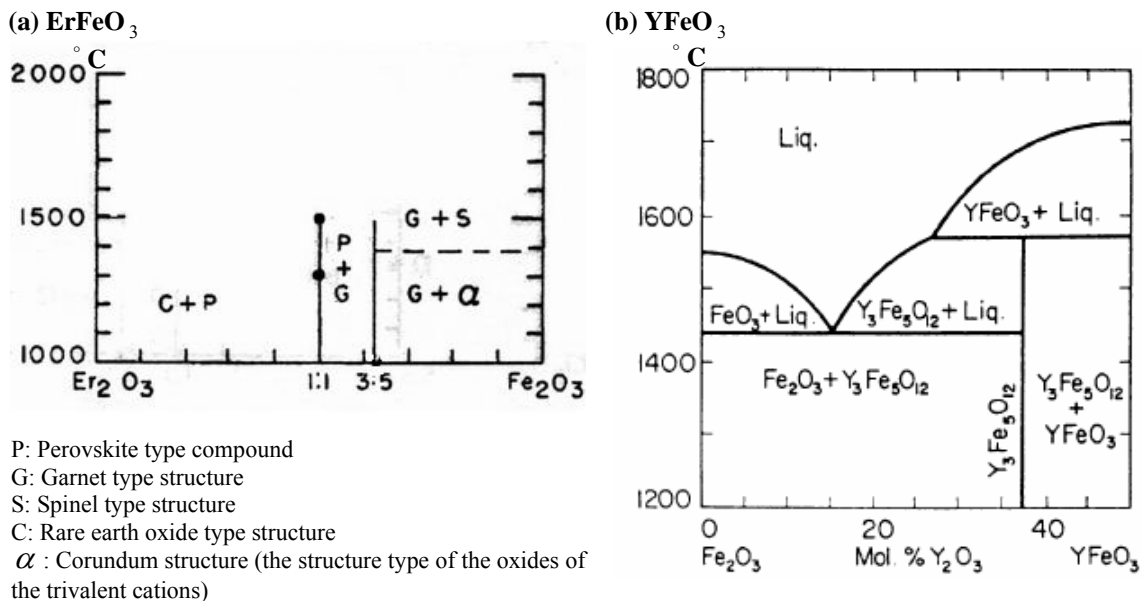 (a) ErFeO3
°C
2000
1500
1000
C + P
P
+
G
G + S
G + α
Er2O3
1:1
3:5
Fe2O3
P: Perovskite type compound
G: Garnet type structure
S: Spinel type structure
C: Rare earth oxide type structure
α : Corundum structure (the structure type of the oxides of
the trivalent cations)
(b) YFeO3
°C
1800
1600
1400
1200
Liq.
YFeO3 + Liq.
FeO3 + Liq.
Y3Fe5O12 + Liq.
Fe2O3 + Y3Fe5O12
Y3Fe5O12
Y3Fe5O12
+
YFeO3
0
20
40
Fe2O3
Mol. % Y2O3
YFeO3